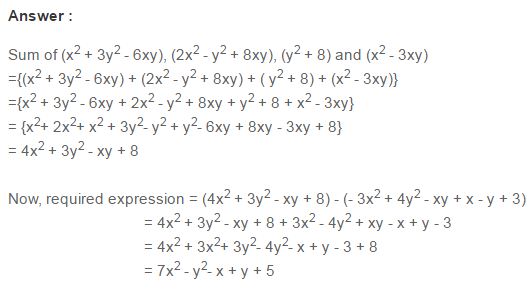 Answer :
Sum of (x² + 3y² - 6xy), (2x² - y² + 8xy), (y² + 8) and (x² - 3xy)
={(x² + 3y² - 6xy) + (2x² - y² + 8xy) + ( y² + 8) + (x² - 3xy)}
={x² + 3y² - 6xy + 2x² - y² + 8xy + y² + 8 + x² - 3xy}
= {x²+ 2x²+ x² + 3y²- y² + y²- 6xy + 8xy - 3xy + 8}
= 4x² + 3y² - xy + 8
Now, required expression = (4x² + 3y² - xy + 8) - (- 3x² + 4y² - xy + x - y + 3)
= 4x² + 3y² - xy + 8 + 3x² - 4y² + xy - x + y - 3
= 4x² + 3x²+ 3y²- 4y²- x + y - 3 + 8
= 7x² - y²- x + y + 5